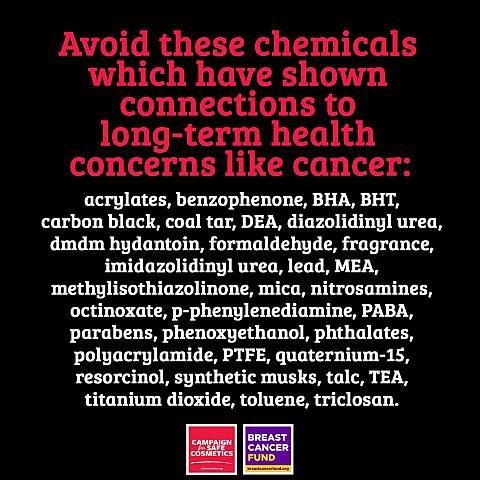 Avoid these chemicals
which have shown
connections to
long-term health
concerns like cancer:
acrylates, benzophenone, BHA, BHT,
carbon black, coal tar, DEA, diazolidinyl urea,
dmdm hydantoin, formaldehyde, fragrance,
imidazolidinyl urea, lead, MEA,
methylisothiazolinone, mica, nitrosamines,
octinoxate, p-phenylenediamine, PABA,
parabens, phenoxyethanol, phthalates,
polyacrylamide, PTFE, quaternium-15,
resorcinol, synthetic musks, talc, TEA,
titanium dioxide, toluene, triclosan.
CAMPAIGN
for SAFE
COSMETICS
BREAST
CANCER
FUND
breastcancerfund.org